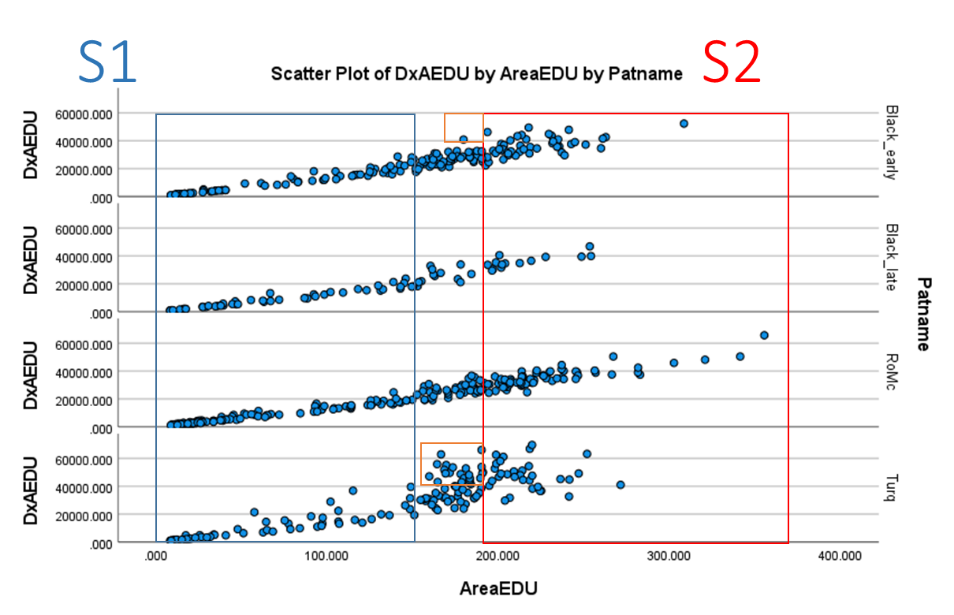 S1
S2
Scatter Plot of DxAEDU by AreaEDU by Patname
DxAEDU
60000.000
40000.000
20000.000
.000
Black_early
DxAEDU
60000.000
40000.000
20000.000
.000
Black_late
Patname
DxAEDU
60000.000
40000.000
20000.000
.000
RoMc
DxAEDU
60000.000
40000.000
20000.000
.000
Turq
.000 100.000 200.000 300.000 400.000
AreaEDU